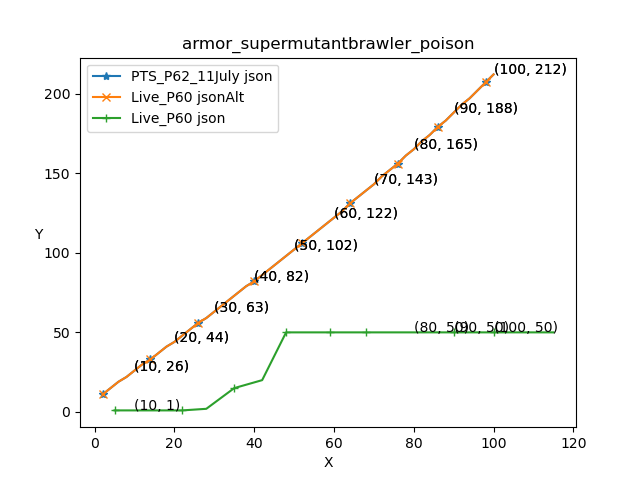 armor_supermutantbrawler_poison
PTS_P62_11July json
Live_P60 jsonAlt
Live_P60 json
(100, 212)
(90, 188)
(80, 165)
(70, 143)
(60, 122)
(50, 102)
(40, 82)
(30, 63)
(20, 44)
(10, 26)
(10, 1)
(80, 50)
(90, 50)
(100, 50)
Y
200
150
100
50
0
0 20 40 60 80 100 120
X